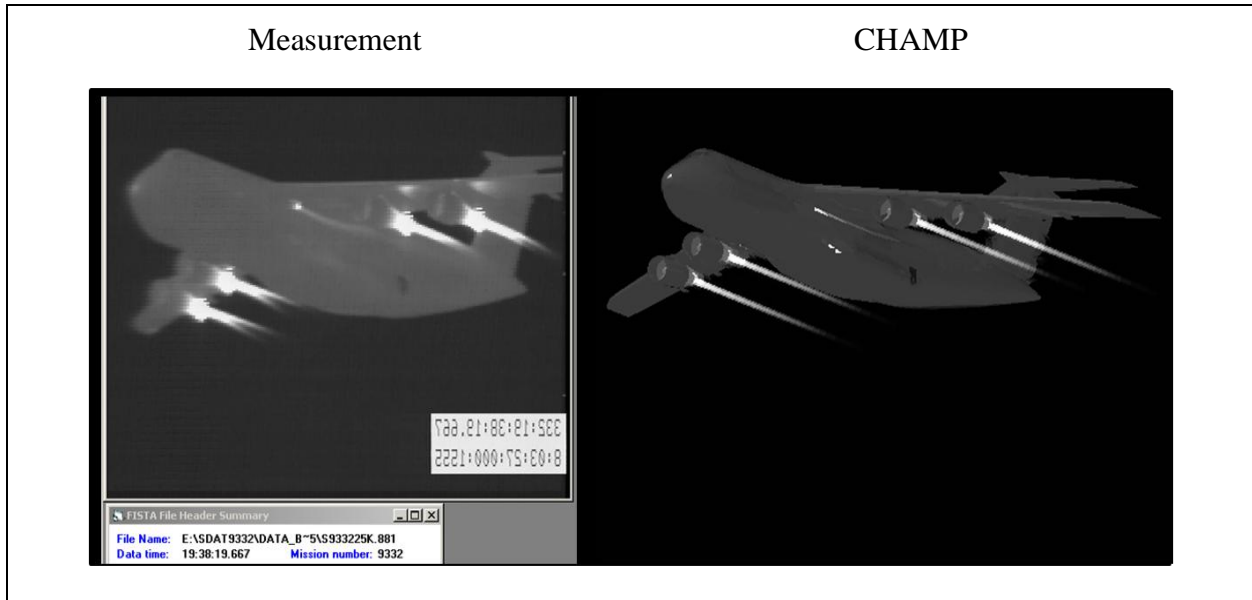 Measurement
CHAMP
332:19:38:19.667
8:03:27:000:1555
FISTA File Header Summary
File Name: E:\SDAT9332\DATA_B~5\S933225K.881
Data time: 19:38:19.667 Mission number: 9332